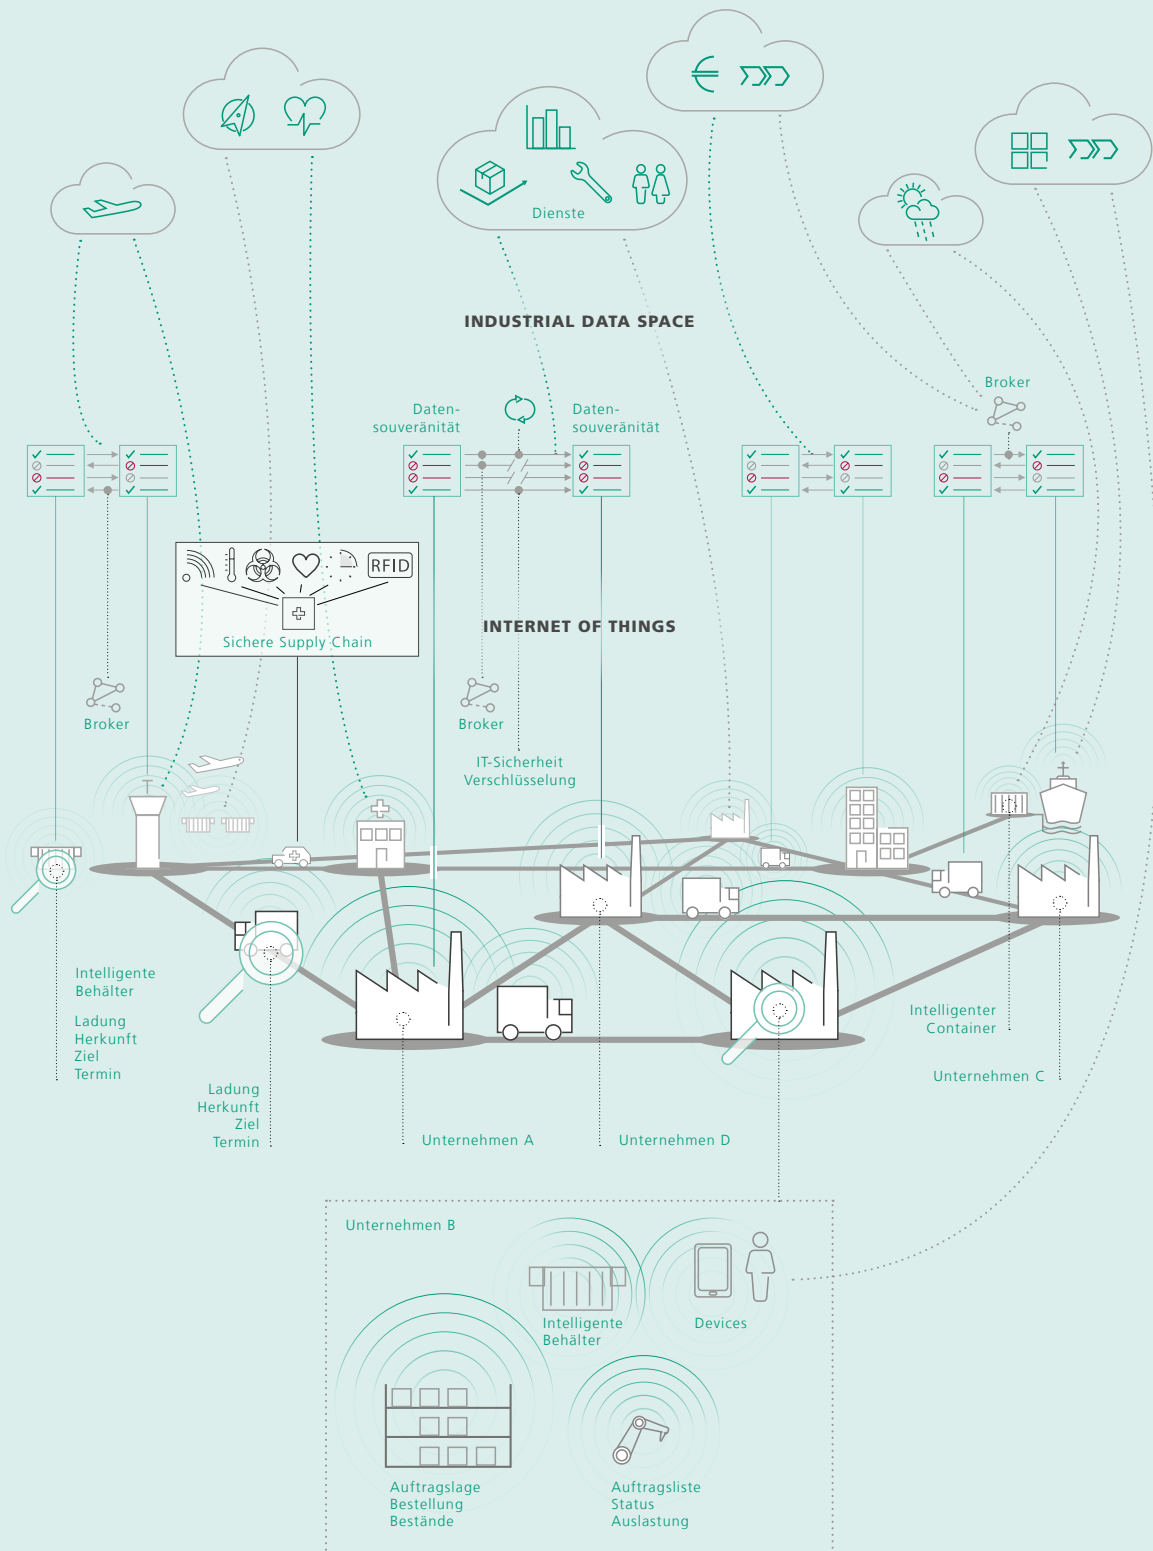 Dienste
INDUSTRIAL DATA SPACE
Broker
Daten-
souveränität
Daten-
souveränität
RFID
Sichere Supply Chain
INTERNET OF THINGS
Broker
Broker
IT-Sicherheit
Verschlüsselung
Intelligente
Behälter
Ladung
Herkunft
Ziel
Termin
Ladung
Herkunft
Ziel
Termin
Unternehmen A
Unternehmen D
Intelligenter
Container
Unternehmen C
Unternehmen B
Intelligente
Behälter
Devices
Auftragslage
Bestellung
Bestände
Auftragsliste
Status
Auslastung